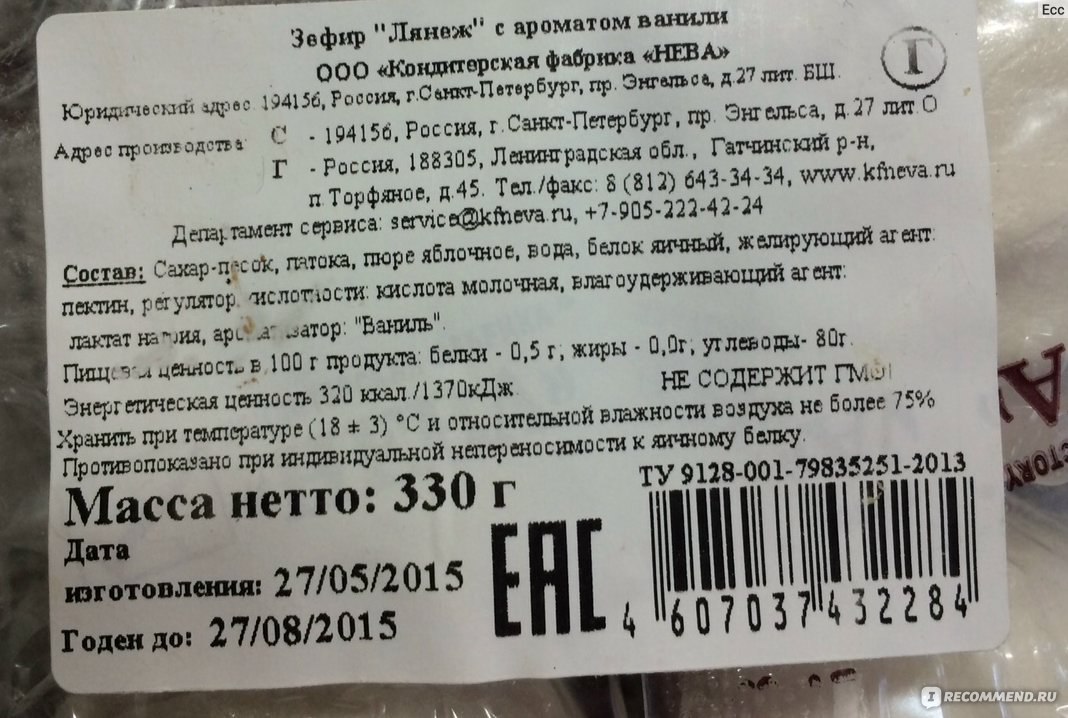 Ecc
Зефир "Лянеж" с ароматом ванили
ООО «Кондитерская фабрика «НЕВА»
Г
Юридический адрес: 194156, Россия, г.Санкт-Петербург, пр. Энгельса, д.27 лит. БШ.
Адрес производства: С - 194156, Россия, г.Санкт-Петербург, пр. Энгельса, д.27 лит.О
Г - Россия, 188305, Ленинградская обл., Гатчинский р-н,
п.Торфяное, д.45. Тел./факс: 8 (812) 643-34-34, www.kfneva.ru
Департамент сервиса: service@kfneva.ru, +7-905-222-42-24
Состав: Сахар-песок, патока, пюре яблочное, вода, белок яичный, желирующий агент:
пектин, регулятор кислотности: кислота молочная, влагоудерживающий агент:
лактат натрия, ароматизатор: "Ваниль".
Пищевая ценность в 100 г продукта: белки - 0,5 г; жиры - 0,0г; углеводы- 80г.
Энергетическая ценность 320 ккал./1370кДж.
НЕ СОДЕРЖИТ ГМО!
Хранить при температуре (18 ± 3) °С и относительной влажности воздуха не более 75%
Противопоказано при индивидуальной непереносимости к яичному белку.
Масса нетто: 330 г
ТУ 9128-001-79835251-2013
Дата
изготовления: 27/05/2015
Годен до: 27/08/2015
EAC
4 607037 432284
CTORY
I RECOMMEND.RU